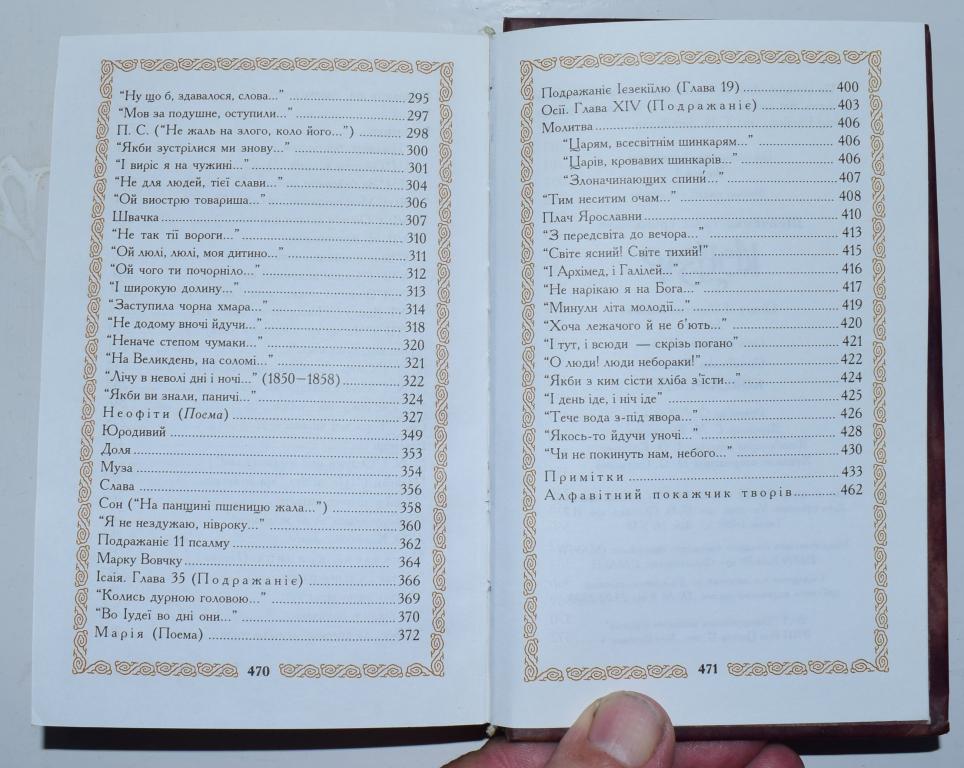 “Ну що б, здавалося, слова...” 295
“Мов за подушне, оступили...” 297
П. С. (“Не жаль на злого, коло його...”) 298
“Якби зустрілися ми знову...” 300
“І виріс я на чужині...” 301
“Не для людей, тієї слави...” 304
“Ой виострю товариша...” 306
Швачка 307
“Не так тії вороги...” 310
“Ой люлі, люлі, моя дитино...” 311
“Ой чого ти почорніло...” 312
“І широкую долину...” 313
“Заступила чорна хмара...” 314
“Не додому вночі йдучи...” 318
“Неначе степом чумаки...” 320
“На Великдень, на соломі...” 321
“Лічу в неволі дні і ночі...” (1850—1858) 322
“Якби ви знали, паничі...” 324
Неофіти (Поема) 327
Юродивий 349
Доля 353
Муза 354
Слава 356
Сон (“На панщині пшеницю жала...”) 358
“Я не нездужаю, нівроку...” 360
Подражаніє 11 псалму 362
Марку Вовчку 364
Ісаія. Глава 35 (Подражаніє) 366
“Колись дурною головою...” 369
“Во Іудеї во дні они...” 370
Марія (Поема) 372
470
Подражаніє Ієзекіїлю (Глава 19) 400
Осії. Глава XIV (Подражаніє) 403
Молитва 406
“Царям, всесвітнім шинкарям...” 406
“Царів, кровавих шинкарів...” 406
“Злоначинающих спини́...” 407
“Тим неситим очам...” 408
Плач Ярославни 410
“З передсвіта до вечора...” 413
“Світе ясний! Світе тихий!” 415
“І Архімед, і Галілей...” 416
“Не нарікаю я на Бога...” 417
“Минули літа молодії...” 419
“Хоча лежачого й не б’ють...” 420
“І тут, і всюди — скрізь погано” 421
“О люди! люди небораки!” 422
“Якби з ким сісти хліба з’їсти...” 424
“І день іде, і ніч іде” 425
“Тече вода з-під явора...” 426
“Якось-то йдучи уночі...” 428
“Чи не покинуть нам, небого...” 430
Примітки 433
Алфавітний покажчик творів 462
471